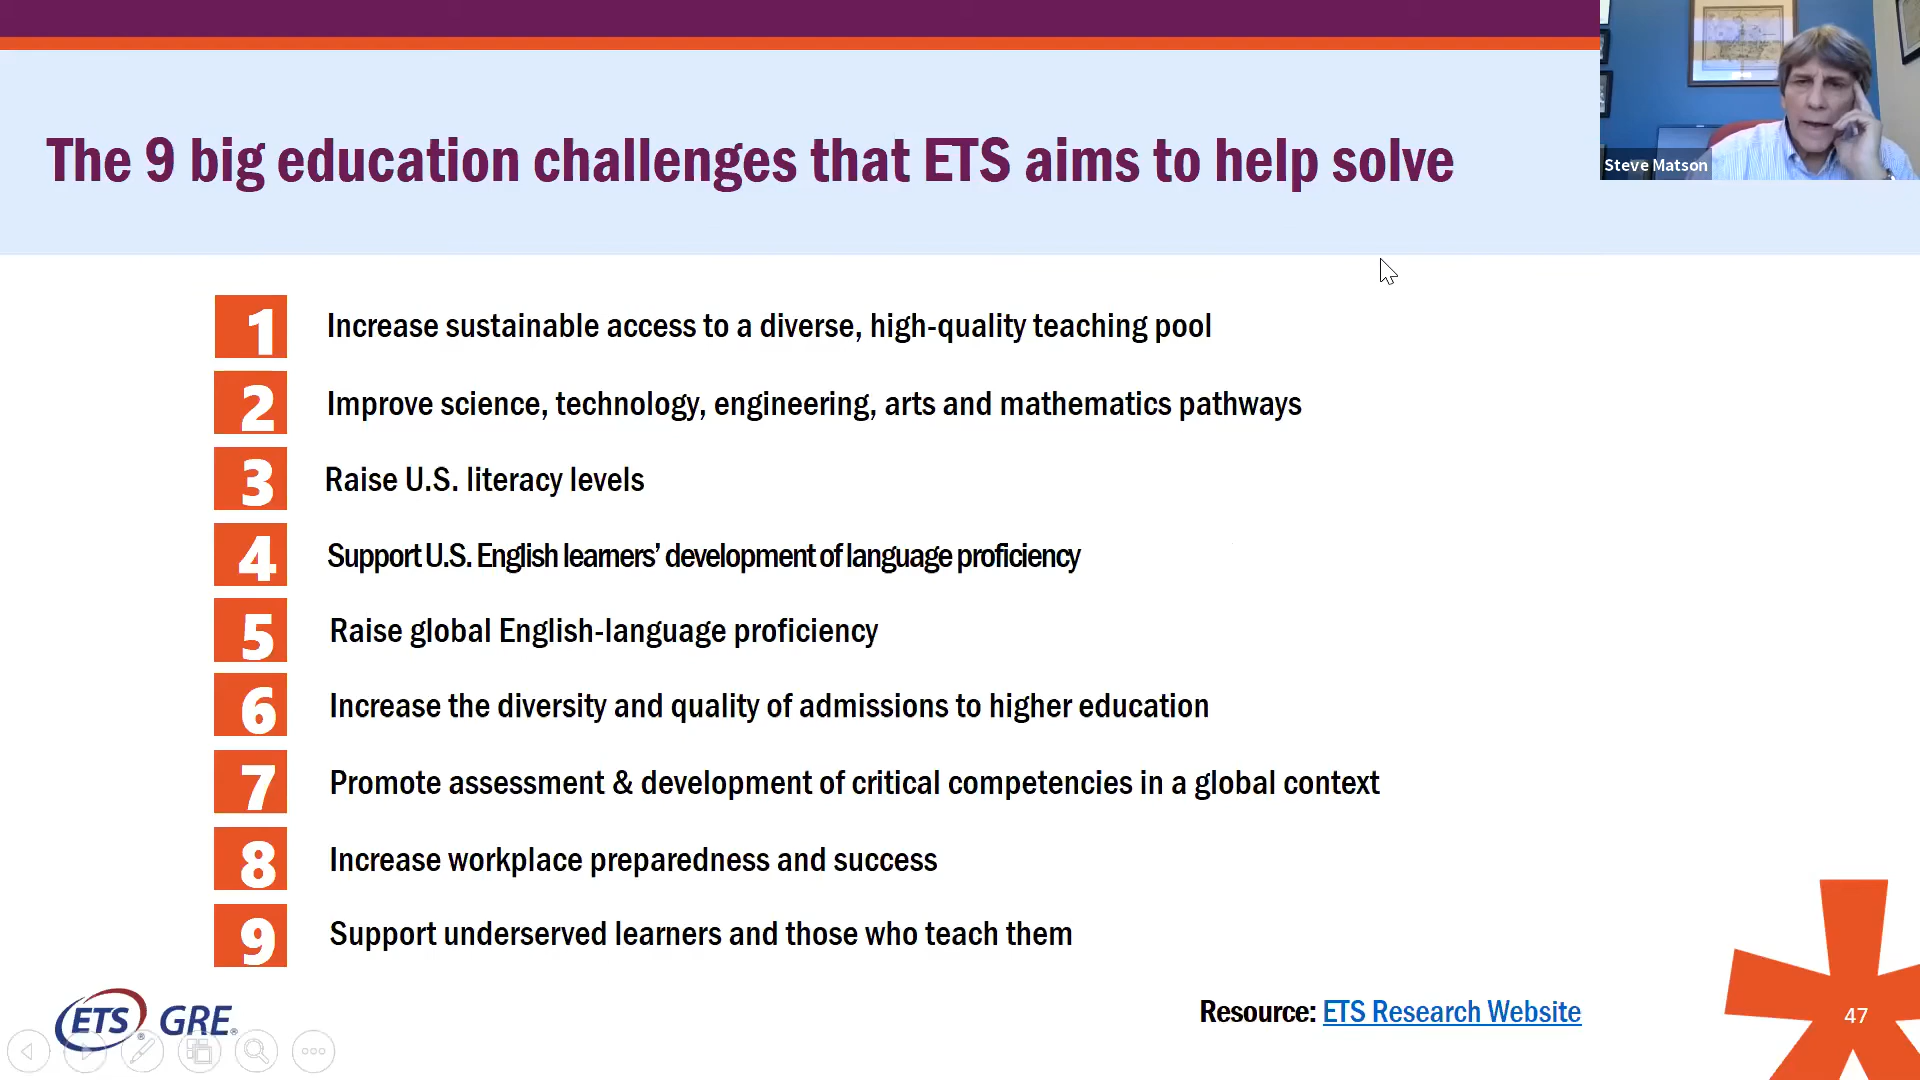 The 9 big education challenges that ETS aims to help solve
Steve Matson
1 Increase sustainable access to a diverse, high-quality teaching pool
2 Improve science, technology, engineering, arts and mathematics pathways
3 Raise U.S. literacy levels
4 Support U.S. English learners’ development of language proficiency
5 Raise global English-language proficiency
6 Increase the diversity and quality of admissions to higher education
7 Promote assessment & development of critical competencies in a global context
8 Increase workplace preparedness and success
9 Support underserved learners and those who teach them
ETS® GRE®
Resource: ETS Research Website
47